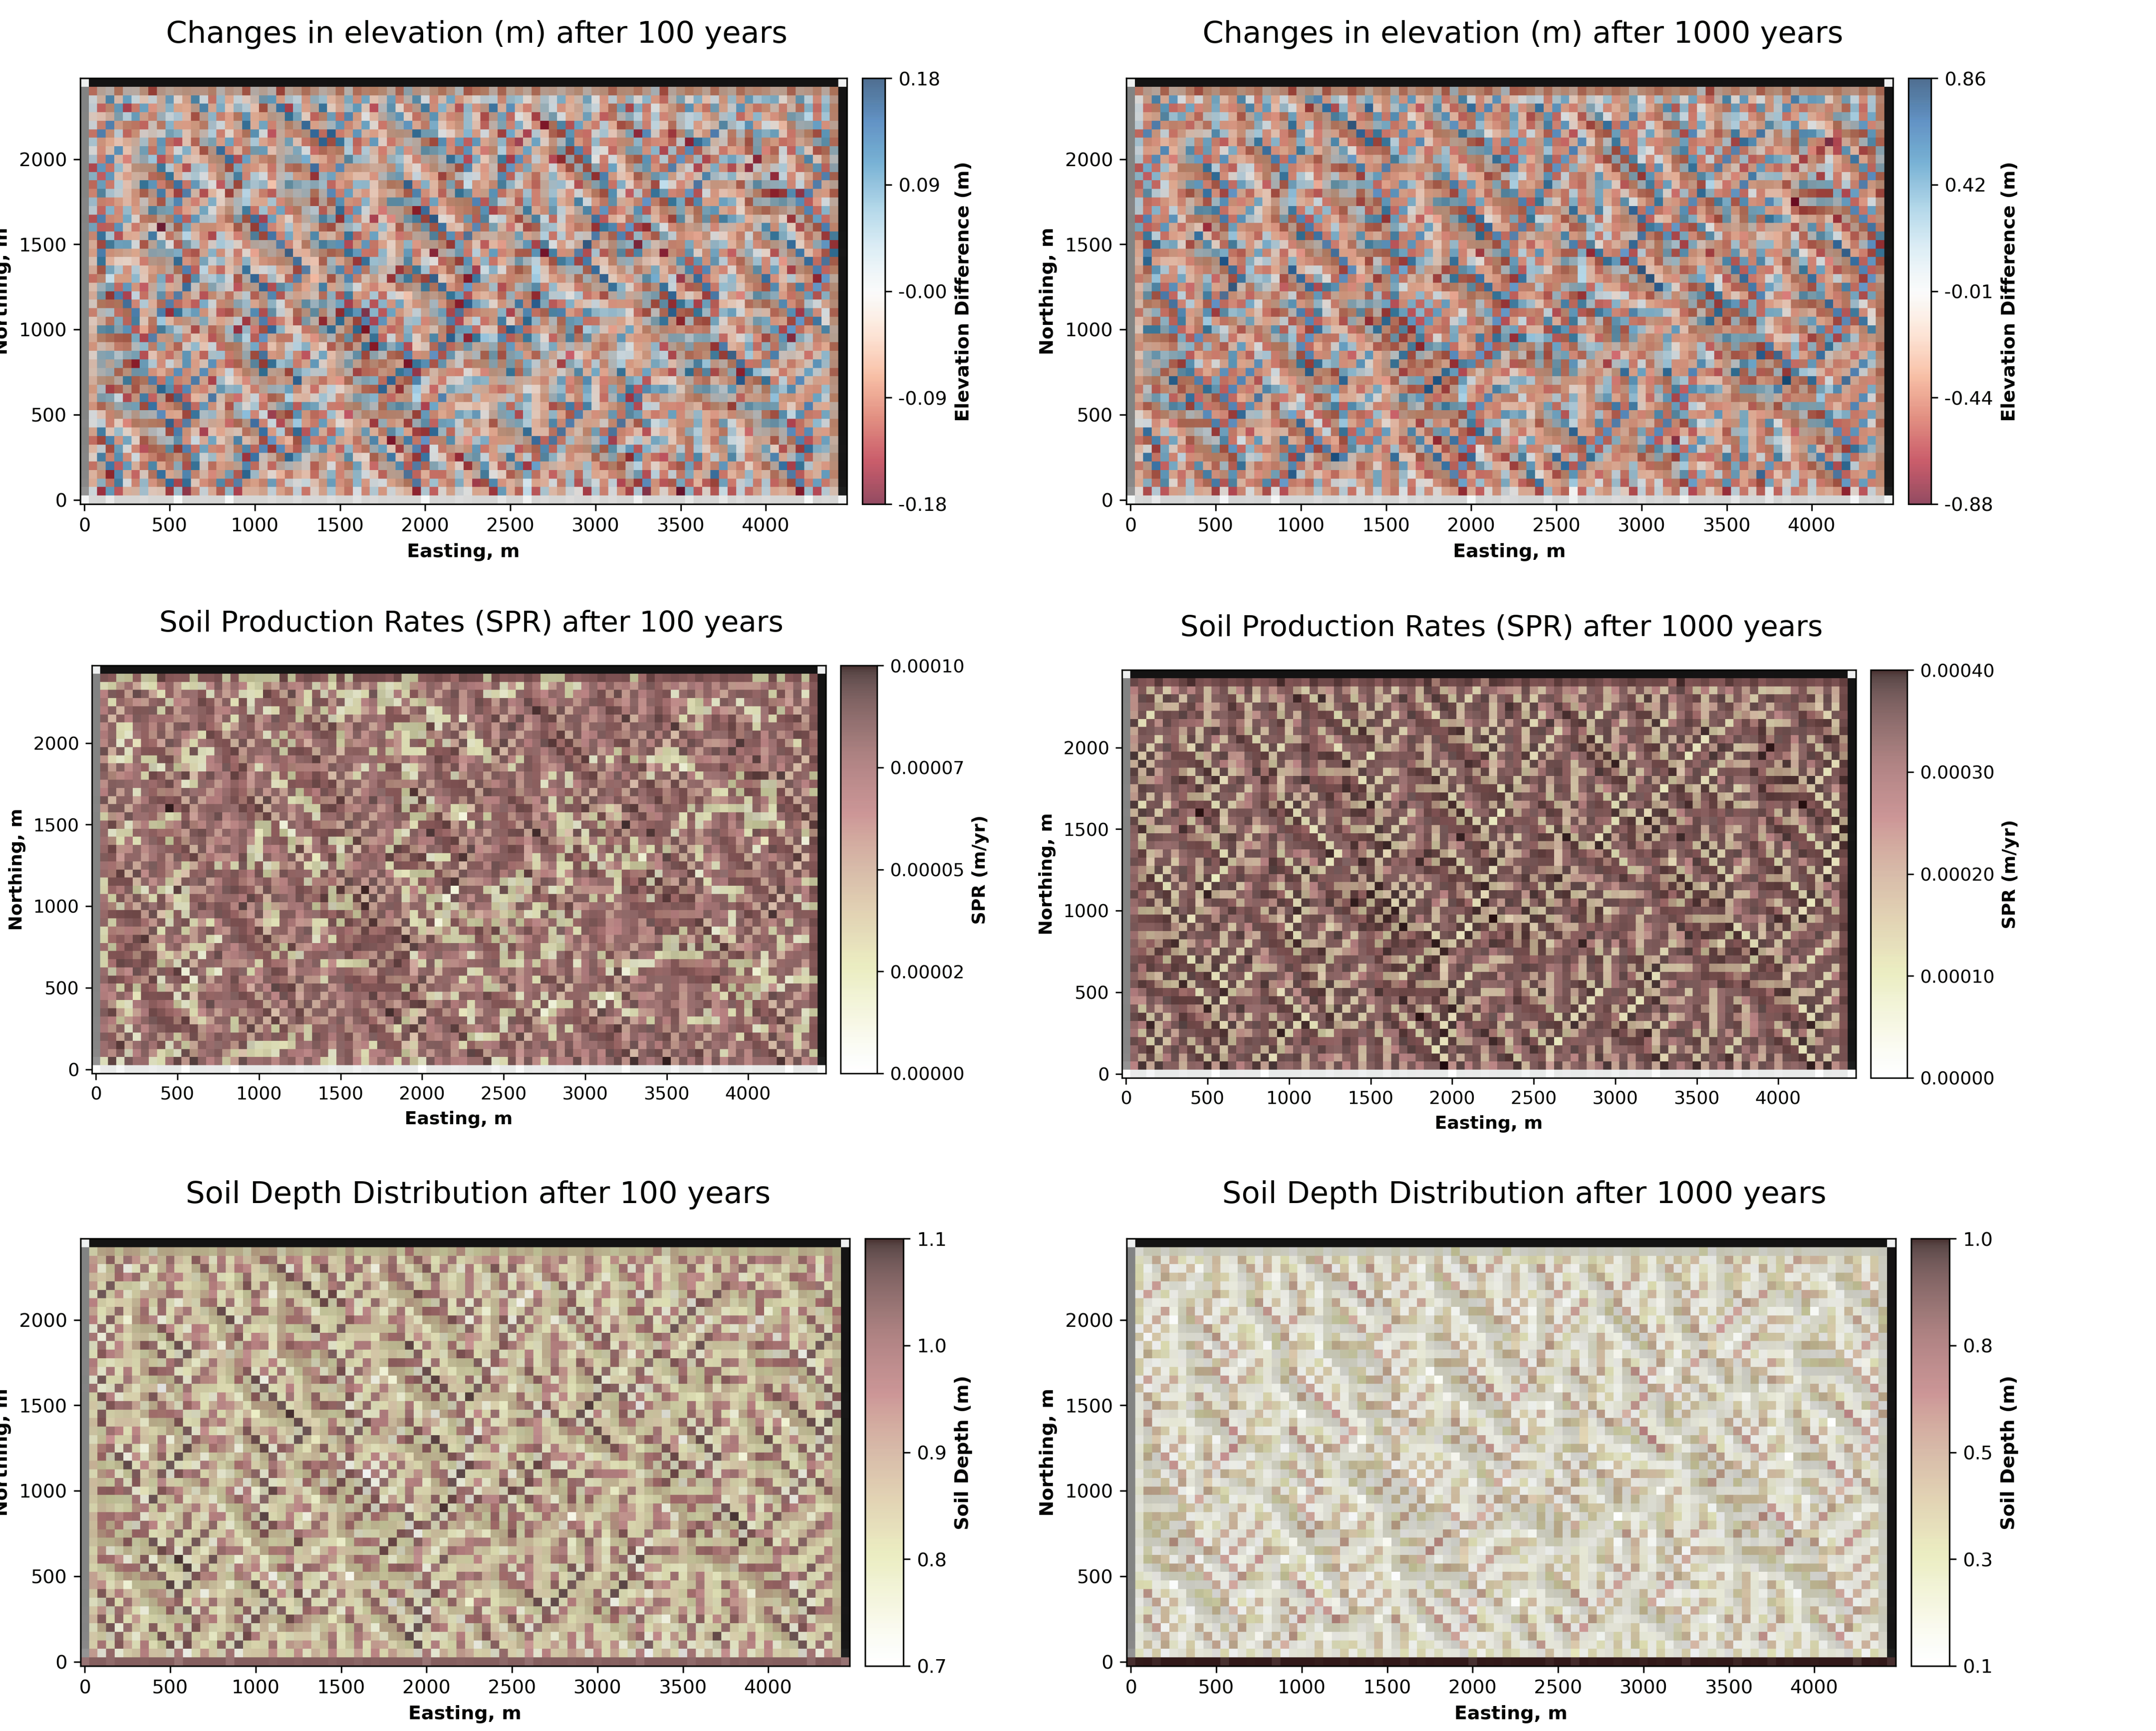 Changes in elevation (m) after 100 years
0.18
0.09
-0.00
-0.09
-0.18
Elevation Difference (m)
2000
1500
1000
500
0
Northing, m
0 500 1000 1500 2000 2500 3000 3500 4000
Easting, m
Changes in elevation (m) after 1000 years
0.86
0.42
-0.01
-0.44
-0.88
Elevation Difference (m)
2000
1500
1000
500
0
Northing, m
0 500 1000 1500 2000 2500 3000 3500 4000
Easting, m
Soil Production Rates (SPR) after 100 years
0.00010
0.00007
0.00005
0.00002
0.00000
SPR (m/yr)
2000
1500
1000
500
0
Northing, m
0 500 1000 1500 2000 2500 3000 3500 4000
Easting, m
Soil Production Rates (SPR) after 1000 years
0.00040
0.00030
0.00020
0.00010
0.00000
SPR (m/yr)
2000
1500
1000
500
0
Northing, m
0 500 1000 1500 2000 2500 3000 3500 4000
Easting, m
Soil Depth Distribution after 100 years
1.1
1.0
0.9
0.8
0.7
Soil Depth (m)
2000
1500
1000
500
0
Northing, m
0 500 1000 1500 2000 2500 3000 3500 4000
Easting, m
Soil Depth Distribution after 1000 years
1.0
0.8
0.5
0.3
0.1
Soil Depth (m)
2000
1500
1000
500
0
Northing, m
0 500 1000 1500 2000 2500 3000 3500 4000
Easting, m